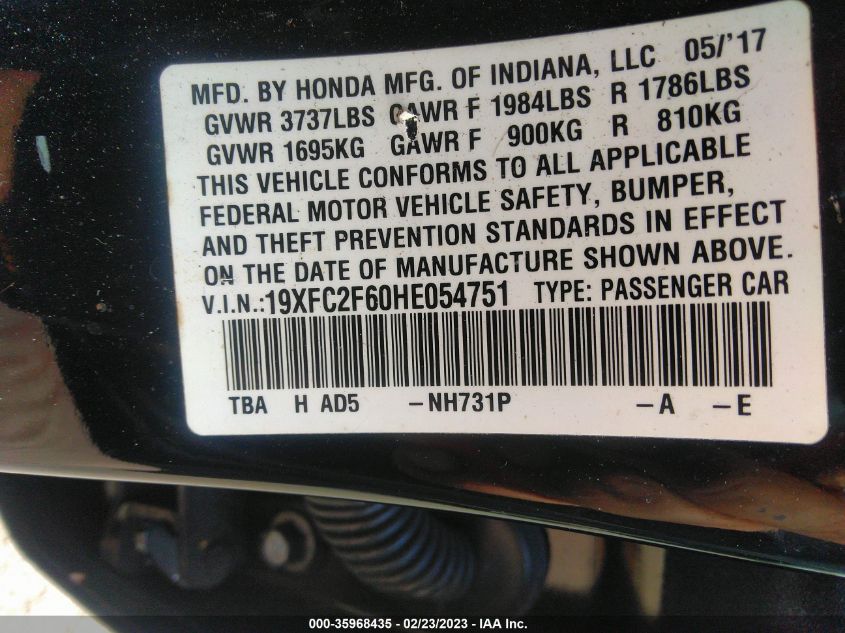 MFD. BY HONDA MFG. OF INDIANA, LLC 05/'17
GVWR 3737LBS GAWR F 1984LBS R 1786LBS
GVWR 1695KG GAWR F 900KG R 810KG
THIS VEHICLE CONFORMS TO ALL APPLICABLE
FEDERAL MOTOR VEHICLE SAFETY, BUMPER,
AND THEFT PREVENTION STANDARDS IN EFFECT
ON THE DATE OF MANUFACTURE SHOWN ABOVE.
V.I.N.:19XFC2F60HE054751 TYPE: PASSENGER CAR
TBA H AD5 -NH731P -A -E
000-35968435 - 02/23/2023 - IAA Inc.